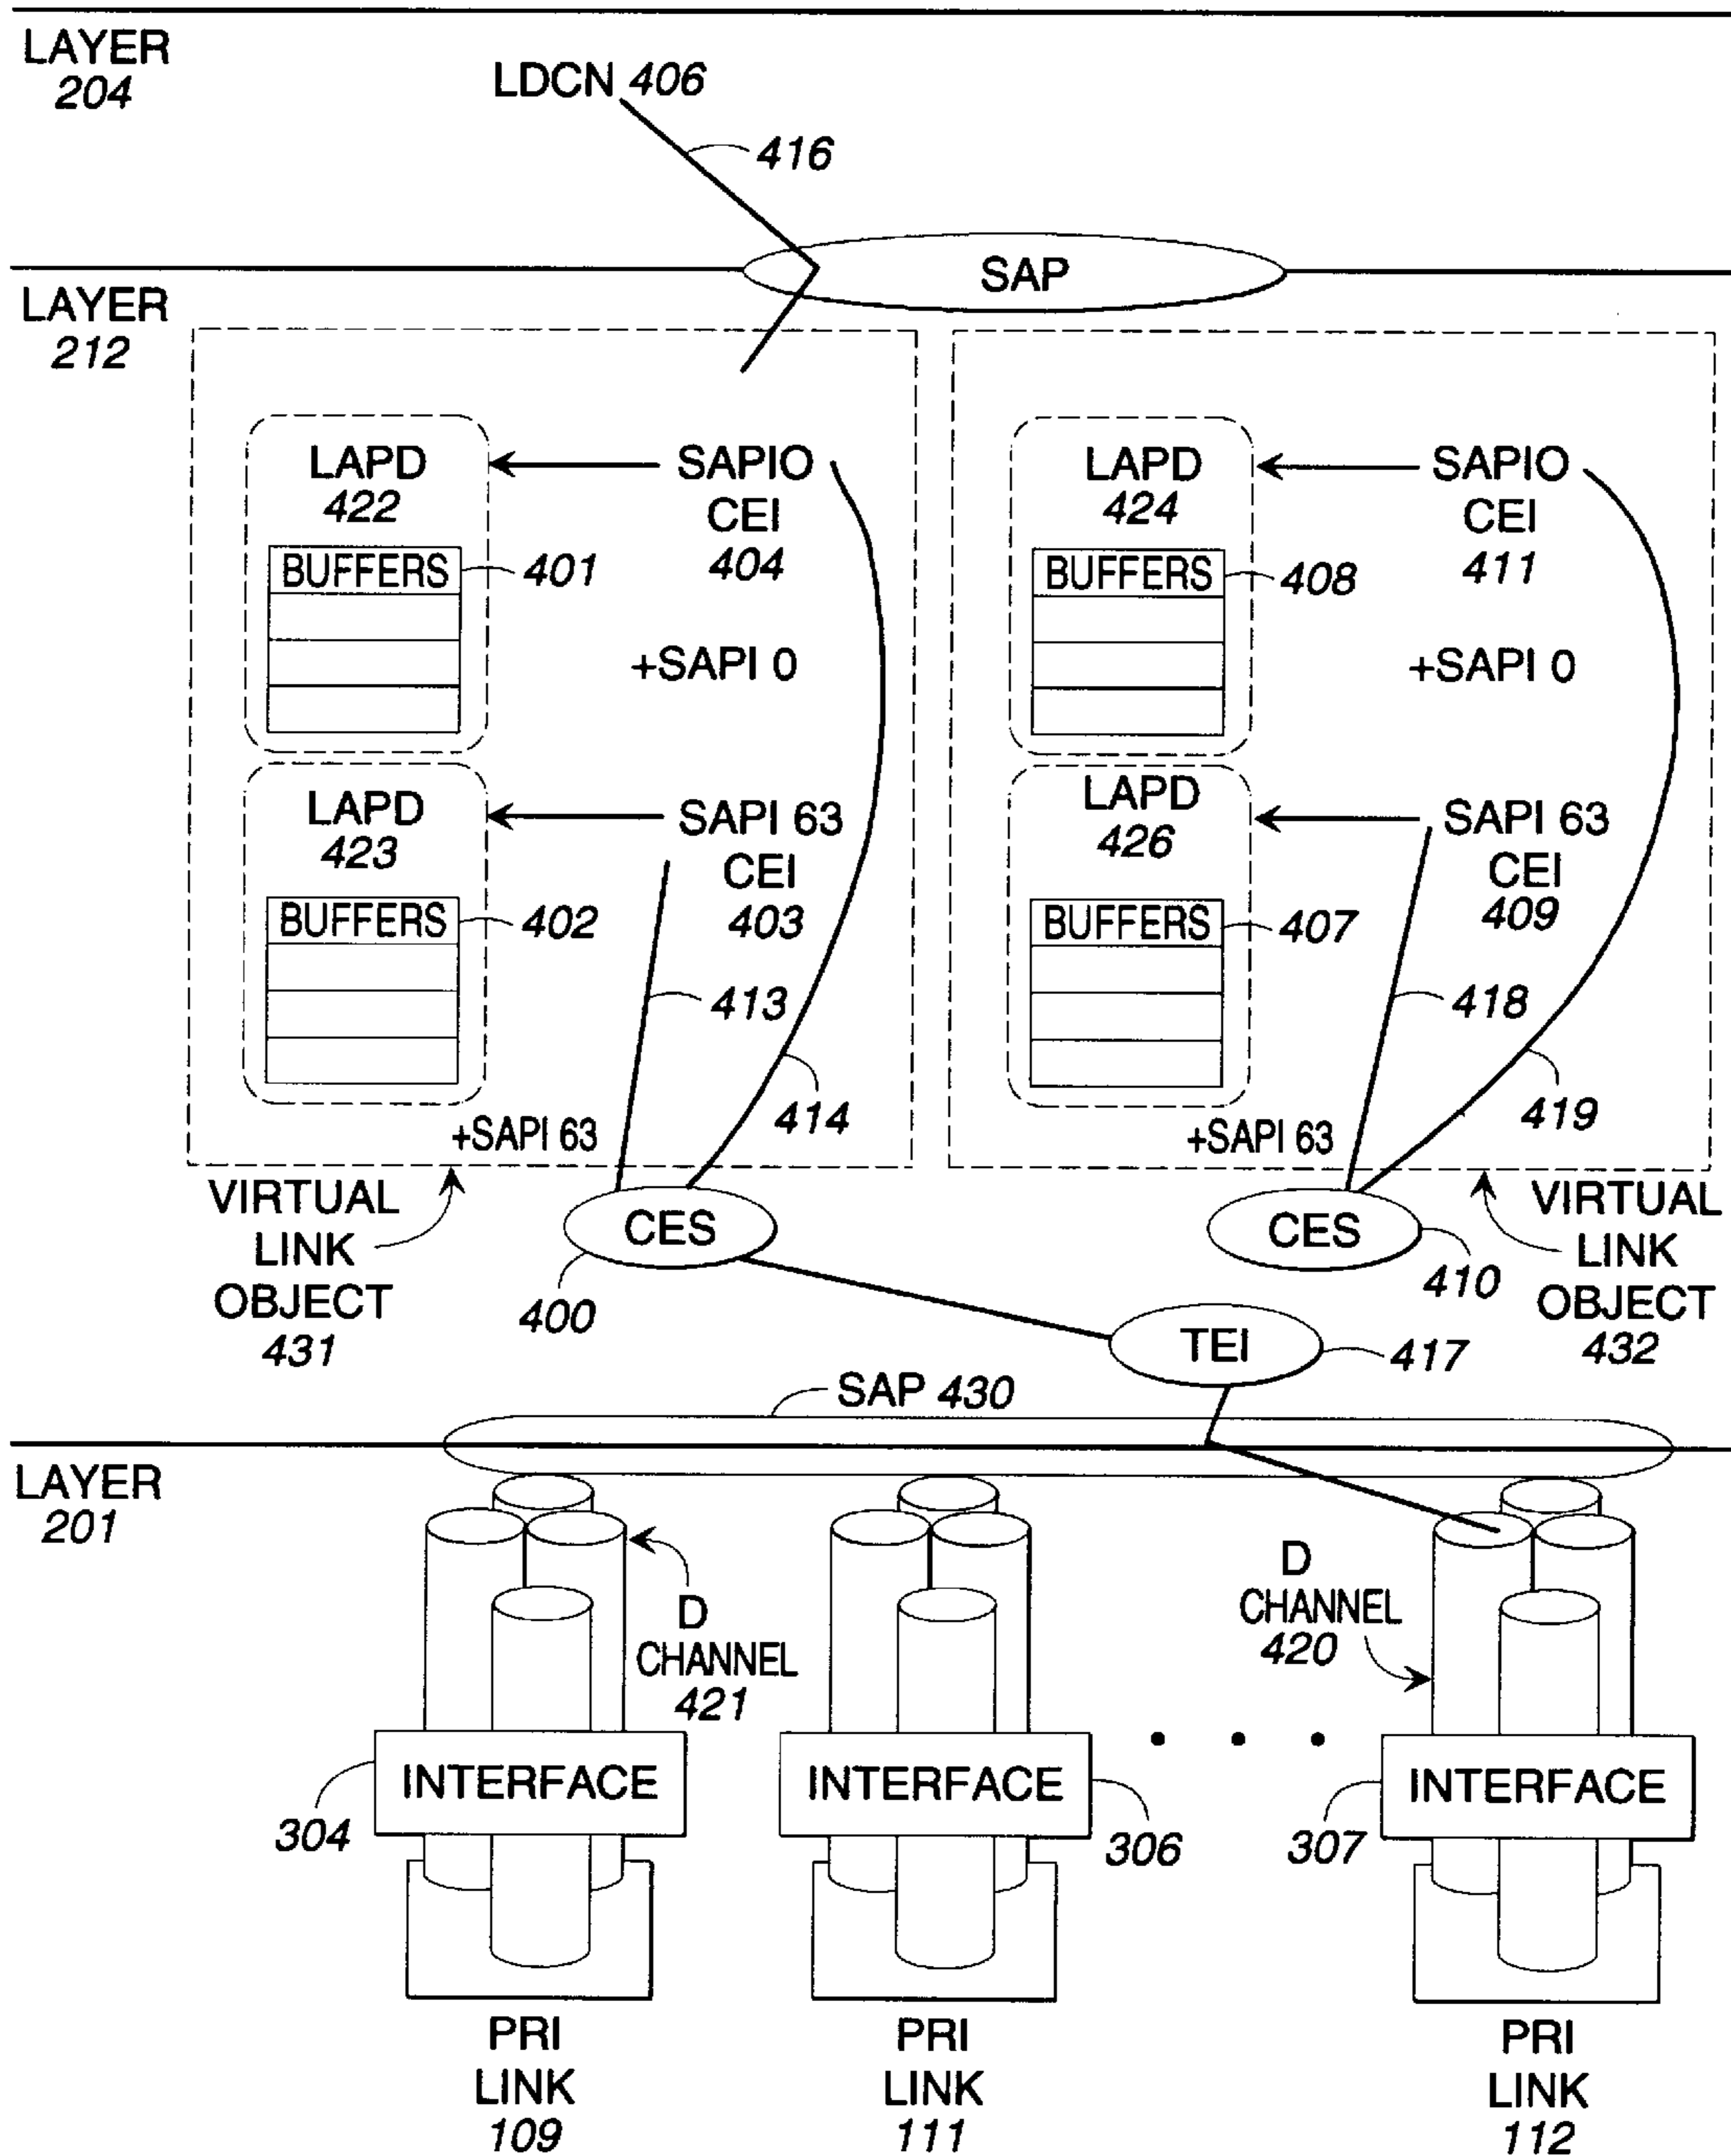 LAYER
204
LDCN 406
416
SAP
LAYER
212
LAPD
422
SAPIO
CEI
404
BUFFERS
401
+SAPI 0
LAPD
423
SAPI 63
CEI
403
BUFFERS
402
413
414
+SAPI 63
LAPD
424
SAPIO
CEI
411
BUFFERS
408
+SAPI 0
LAPD
426
SAPI 63
CEI
409
BUFFERS
407
418
419
+SAPI 63
VIRTUAL
LINK
OBJECT
431
CES
400
CES
410
VIRTUAL
LINK
OBJECT
432
TEI
417
SAP 430
LAYER
201
D
CHANNEL
421
D
CHANNEL
420
INTERFACE
304
INTERFACE
306
INTERFACE
307
PRI
LINK
109
PRI
LINK
111
PRI
LINK
112